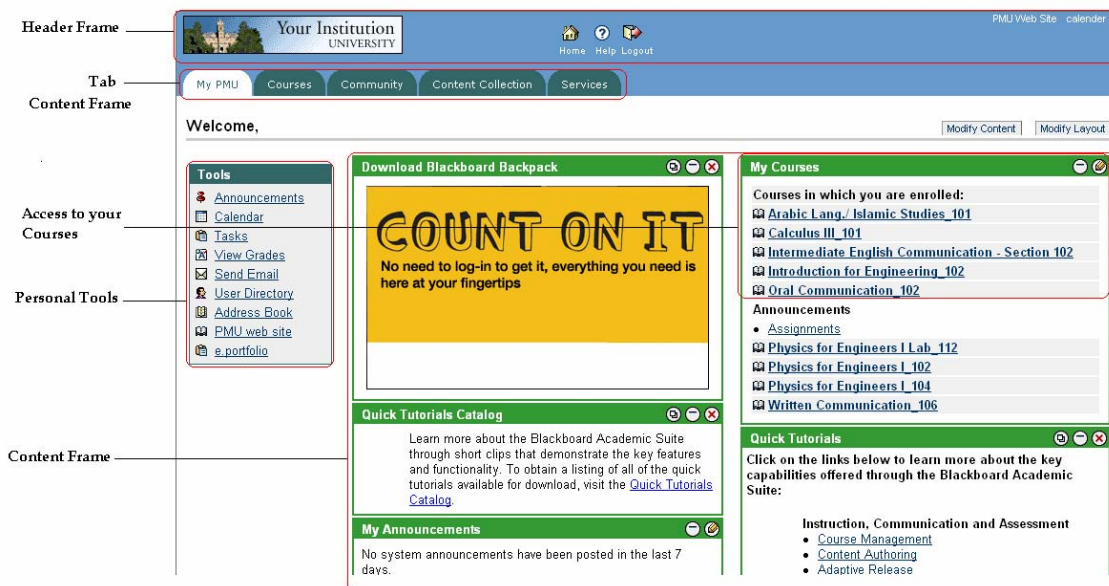 Header Frame
Your Institution
UNIVERSITY
Home Help Logout
PMU Web Site calender
Tab
Content Frame
My PMU Courses Community Content Collection Services
Welcome,
Modify Content Modify Layout
Access to your
Courses
Personal Tools
Content Frame
Tools
Announcements
Calendar
Tasks
View Grades
Send Email
User Directory
Address Book
PMU web site
e.portfolio
Download Blackboard Backpack
COUNT ON IT
No need to log-in to get it, everything you need is
here at your fingertips
Quick Tutorials Catalog
Learn more about the Blackboard Academic Suite
through short clips that demonstrate the key features
and functionality. To obtain a listing of all of the quick
tutorials available for download, visit the Quick Tutorials
Catalog.
My Announcements
No system announcements have been posted in the last 7
days.
My Courses
Courses in which you are enrolled:
Arabic Lang./ Islamic Studies_101
Calculus III_101
Intermediate English Communication - Section 102
Introduction for Engineering_102
Oral Communication_102
Announcements
• Assignments
Physics for Engineers I Lab_112
Physics for Engineers I_102
Physics for Engineers I_104
Written Communication_106
Quick Tutorials
Click on the links below to learn more about the key
capabilities offered through the Blackboard Academic
Suite:
Instruction, Communication and Assessment
• Course Management
• Content Authoring
• Adaptive Release